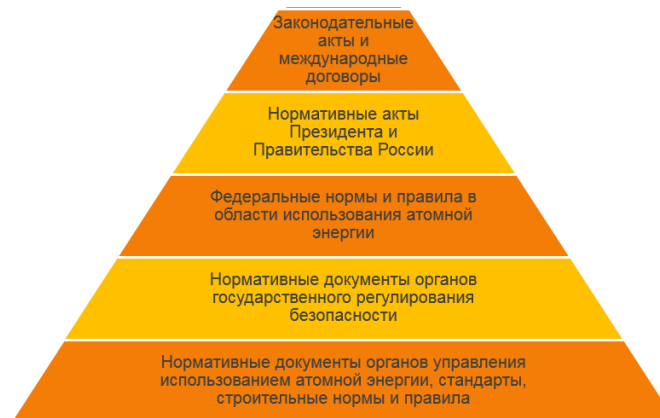 Законодательные
акты и
международные
договоры
Нормативные акты
Президента и
Правительства России
Федеральные нормы и правила в
области использования атомной
энергии
Нормативные документы органов
государственного регулирования
безопасности
Нормативные документы органов управления
использованием атомной энергии, стандарты,
строительные нормы и правила